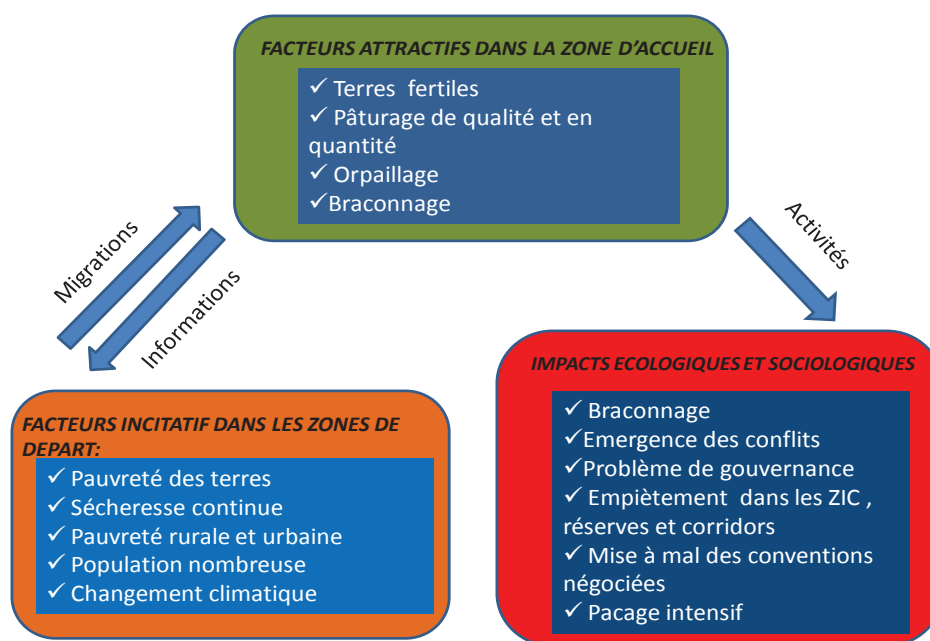 FACTEURS ATTRACTIFS DANS LA ZONE D'ACCUEIL
✓ Terres fertiles
✓ Pâturage de qualité et en
quantité
✓ Orpaillage
✓Braconnage
Migrations
Informations
Activités
FACTEURS INCITATIF DANS LES ZONES DE
DEPART:
✓ Pauvreté des terres
✓ Sécheresse continue
✓ Pauvreté rurale et urbaine
✓ Population nombreuse
✓ Changement climatique
IMPACTS ECOLOGIQUES ET SOCIOLOGIQUES
✓ Braconnage
✓Emergence des conflits
✓Problème de gouvernance
✓ Empiètement dans les ZIC ,
réserves et corridors
✓ Mise à mal des conventions
négociées
✓ Pacage intensif